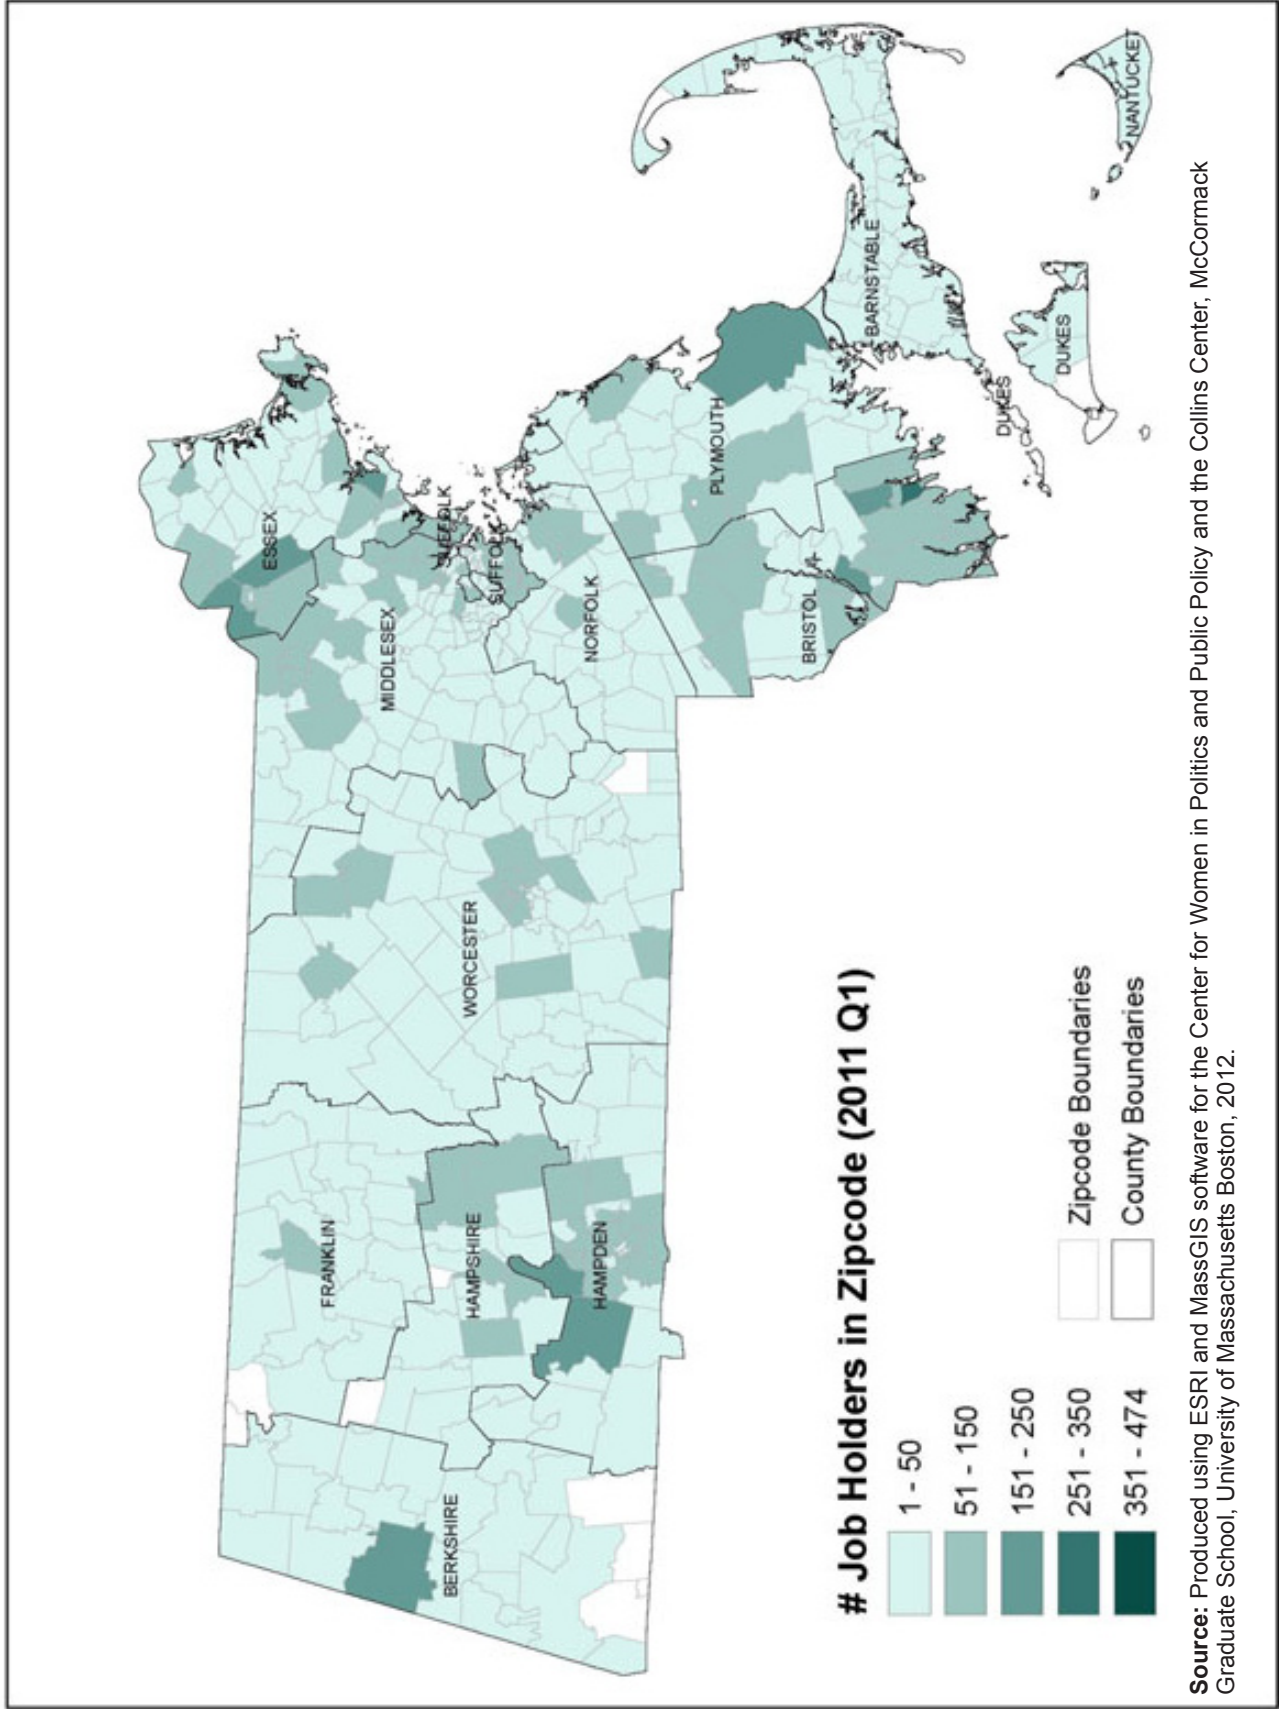 ESSEX
MIDDLESEX
SUFFOLK
SUFFOLK
NORFOLK
FRANKLIN
WORCESTER
HAMPSHIRE
HAMPDEN
BERKSHIRE
PLYMOUTH
BRISTOL
BARNSTABLE
DUKES
DUKES
NANTUCKET
# Job Holders in Zipcode (2011 Q1)
1 - 50
51 - 150
151 - 250
251 - 350
351 - 474
Zipcode Boundaries
County Boundaries
Source: Produced using ESRI and MassGIS software for the Center for Women in Politics and Public Policy and the Collins Center, McCormack
Graduate School, University of Massachusetts Boston, 2012.